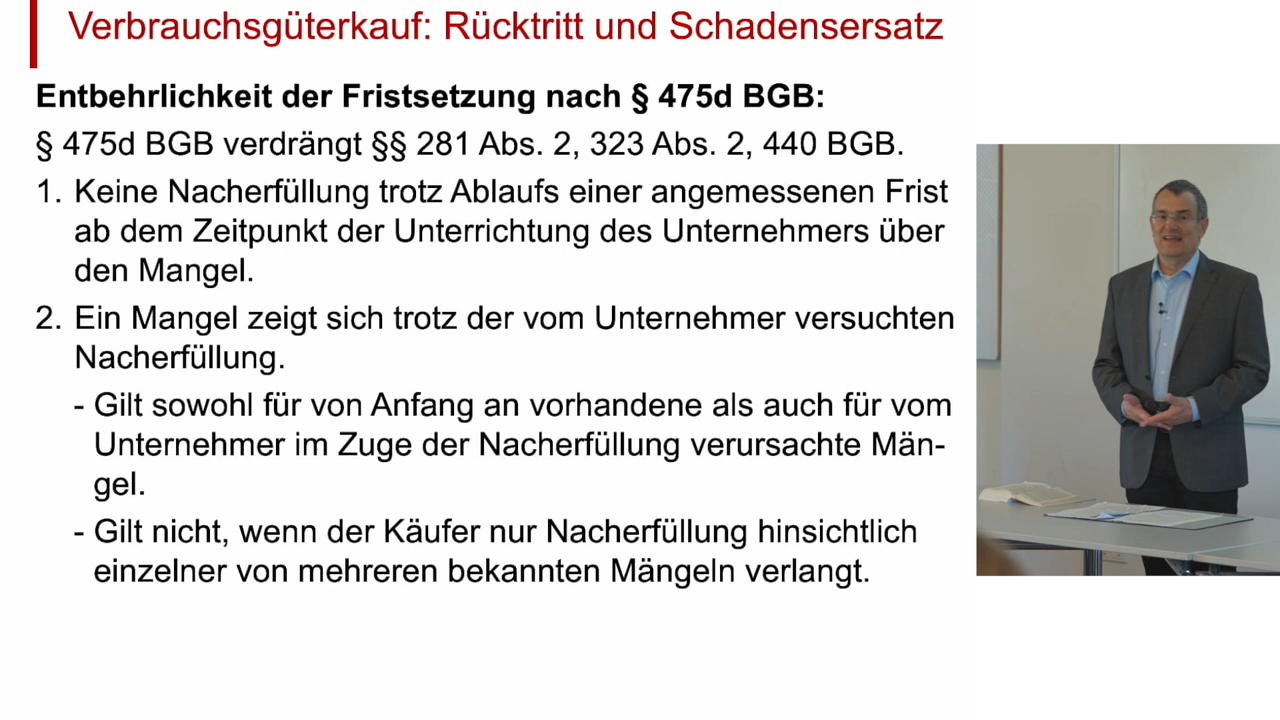 Verbrauchsgüterkauf: Rücktritt und Schadensersatz
Entbehrlichkeit der Fristsetzung nach § 475d BGB:
§ 475d BGB verdrängt §§ 281 Abs. 2, 323 Abs. 2, 440 BGB.
1. Keine Nacherfüllung trotz Ablaufs einer angemessenen Frist
ab dem Zeitpunkt der Unterrichtung des Unternehmers über
den Mangel.
2. Ein Mangel zeigt sich trotz der vom Unternehmer versuchten
Nacherfüllung.
- Gilt sowohl für von Anfang an vorhandene als auch für vom
Unternehmer im Zuge der Nacherfüllung verursachte Män-
gel.
- Gilt nicht, wenn der Käufer nur Nacherfüllung hinsichtlich
einzelner von mehreren bekannten Mängeln verlangt.